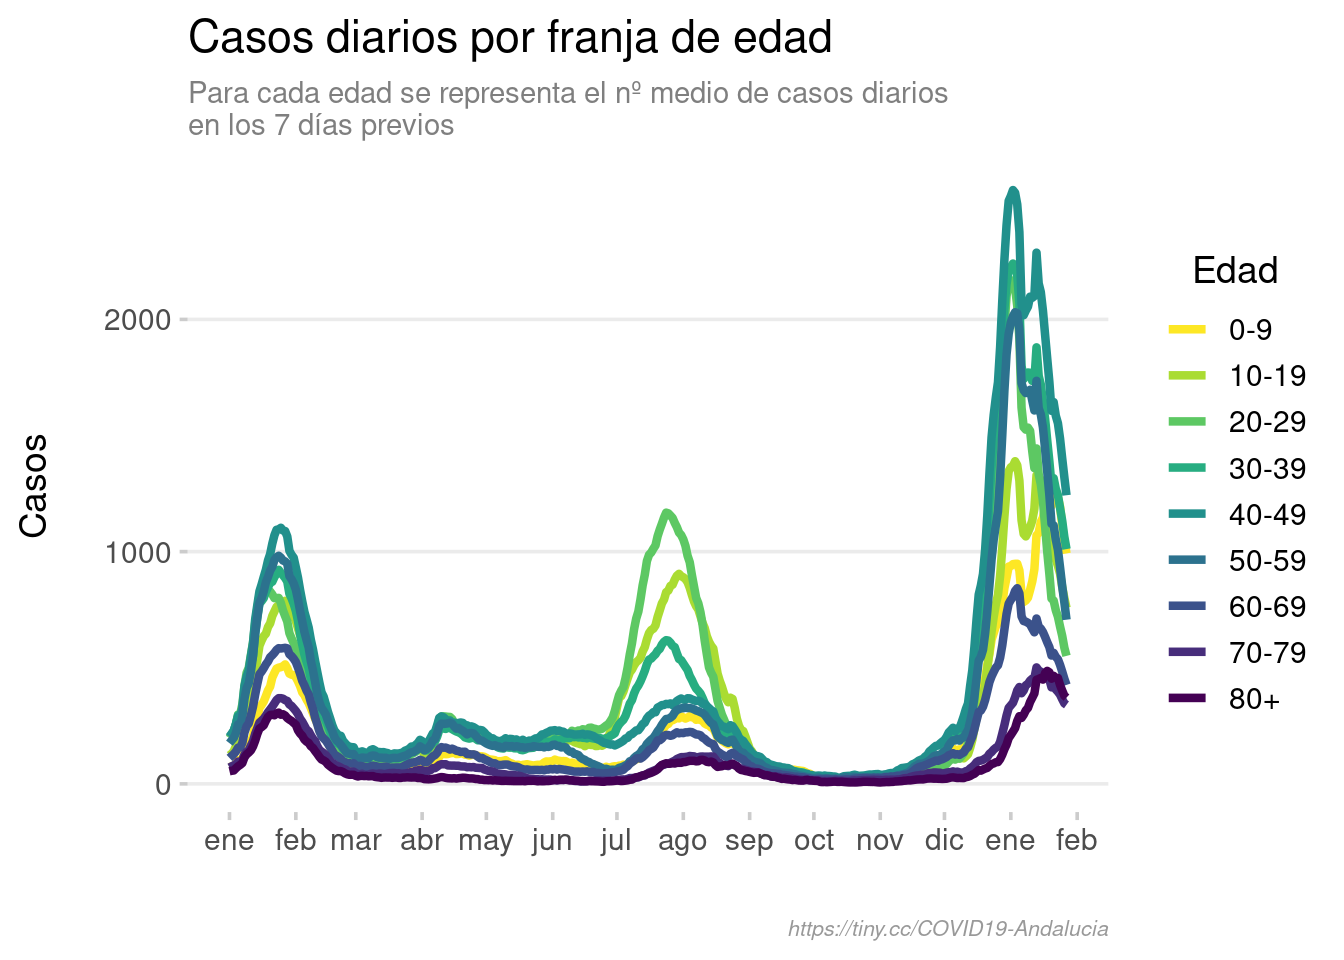 Casos diarios por franja de edad
Para cada edad se representa el nº medio de casos diarios
en los 7 días previos
Casos
2000
1000
0
ene feb mar abr may jun jul ago sep oct nov dic ene feb
Edad
0-9
10-19
20-29
30-39
40-49
50-59
60-69
70-79
80+
https://tiny.cc/COVID19-Andalucia